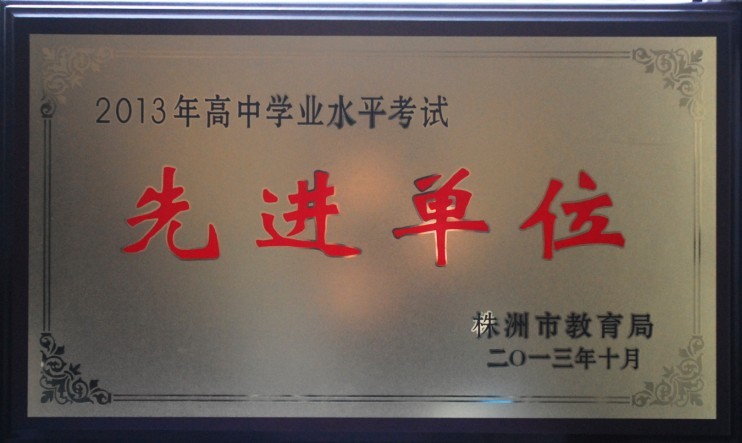 2013年高中学业水平考试
先进单位
株洲市教育局
二〇一三年十月